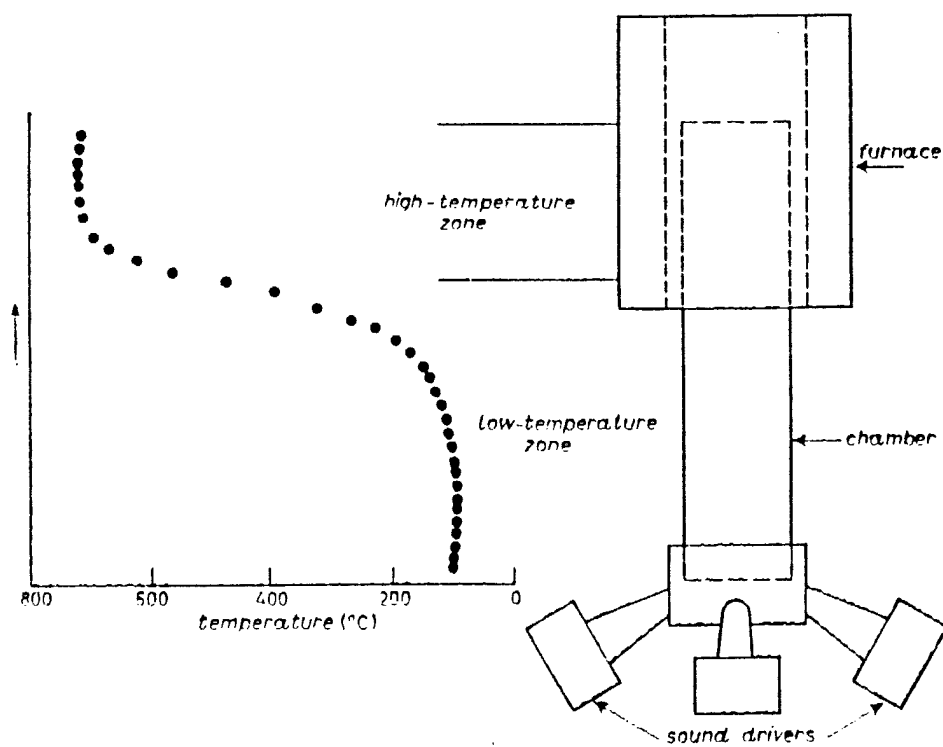 furnace
high-temperature
zone
low-temperature
zone
chamber
800 600 400 200 0
temperature (°C)
sound drivers